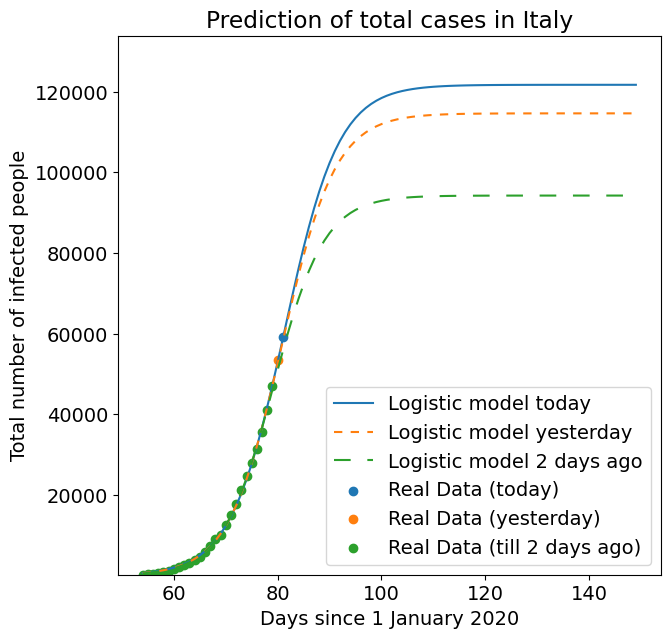 Prediction of total cases in Italy
Total number of infected people
120000
100000
80000
60000
40000
20000
Logistic model today
Logistic model yesterday
Logistic model 2 days ago
Real Data (today)
Real Data (yesterday)
Real Data (till 2 days ago)
60 80 100 120 140
Days since 1 January 2020